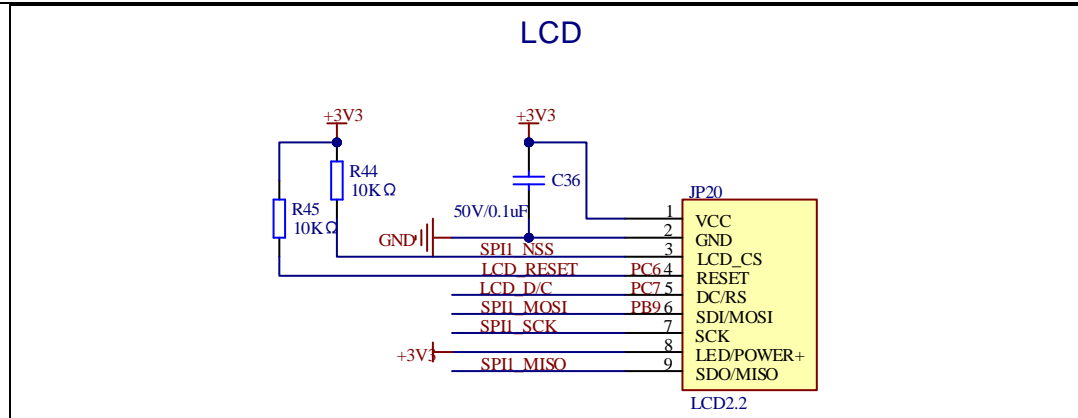 LCD
+3V3
+3V3
R44
10KΩ
C36
R45
10KΩ
50V/0.1uF
JP20
GND
1 VCC
2 GND
SPI1_NSS 3 LCD_CS
LCD_RESET PC6 4 RESET
LCD_D/C PC7 5 DC/RS
SPI1_MOSI PB9 6 SDI/MOSI
SPI1_SCK 7 SCK
+3V3 8 LED/POWER+
SPI1_MISO 9 SDO/MISO
LCD2.2